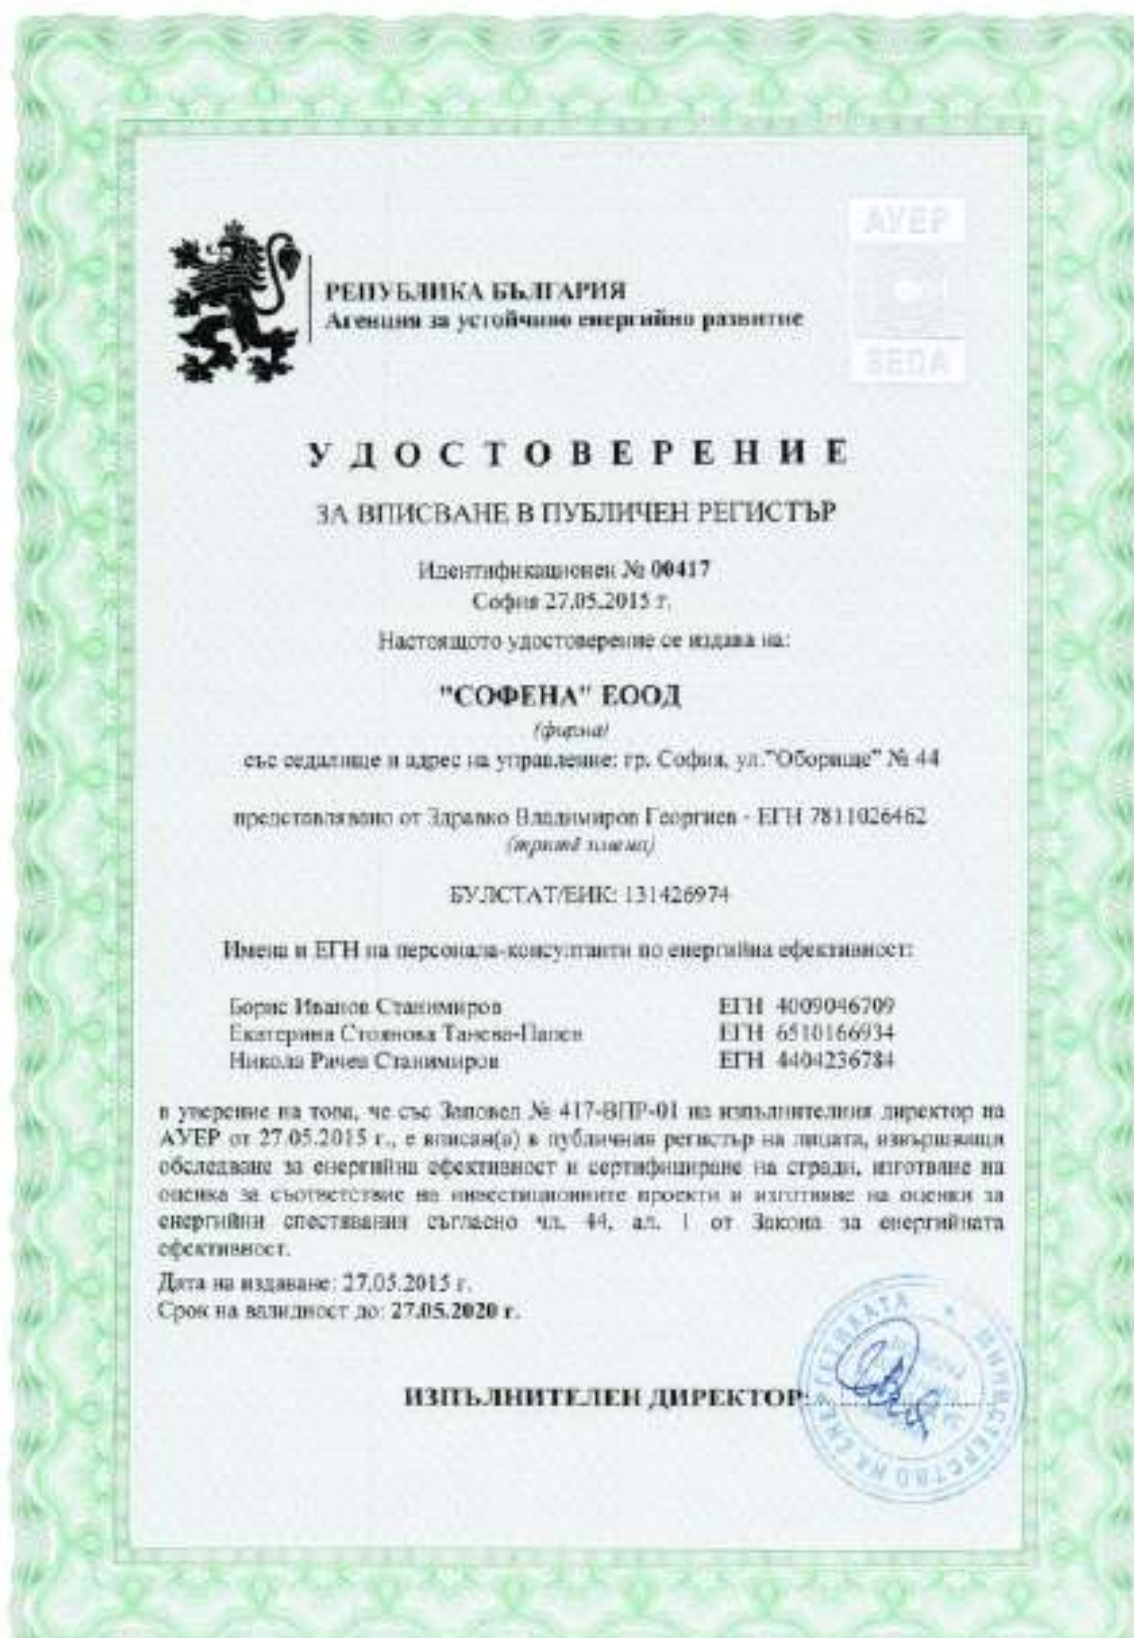 АУЕР
SEDA
РЕПУБЛИКА БЪЛГАРИЯ
Агенция за устойчиво енергийно развитие
УДОСТОВЕРЕНИЕ
ЗА ВПИСВАНЕ В ПУБЛИЧЕН РЕГИСТЪР
Идентификационен № 00417
София 27.05.2015 г.
Настоящото удостоверение се издава на:
"СОФЕНА" ЕООД
(фирма)
със седалище и адрес на управление: гр. София, ул."Оборище" № 44
представлявано от Здравко Владимиров Георгиев - ЕГН 7811026462
(трите имена)
БУЛСТАТ/ЕИК: 131426974
Имена и ЕГН на персонала-консултанти по енергийна ефективност:
Борис Иванов Станимиров ЕГН 4009046709
Екатерина Стоянова Танева-Папев ЕГН 6510166934
Никола Рачев Станимиров ЕГН 4404236784
в уверение на това, че със Заповед № 417-ВПР-01 на изпълнителния директор на
АУЕР от 27.05.2015 г., е вписан(а) в публичния регистър на лицата, извършващи
обследване за енергийна ефективност и сертифициране на сгради, изготвяне на
оценка за съответствие на инвестиционните проекти и изготвяне на оценки за
енергийни спестявания съгласно чл. 44, ал. 1 от Закона за енергийната
ефективност.
Дата на издаване: 27.05.2015 г.
Срок на валидност до: 27.05.2020 г.
ИЗПЪЛНИТЕЛЕН ДИРЕКТОР:
МИНИСТЕРСТВО НА ЕНЕРГЕТИКАТА